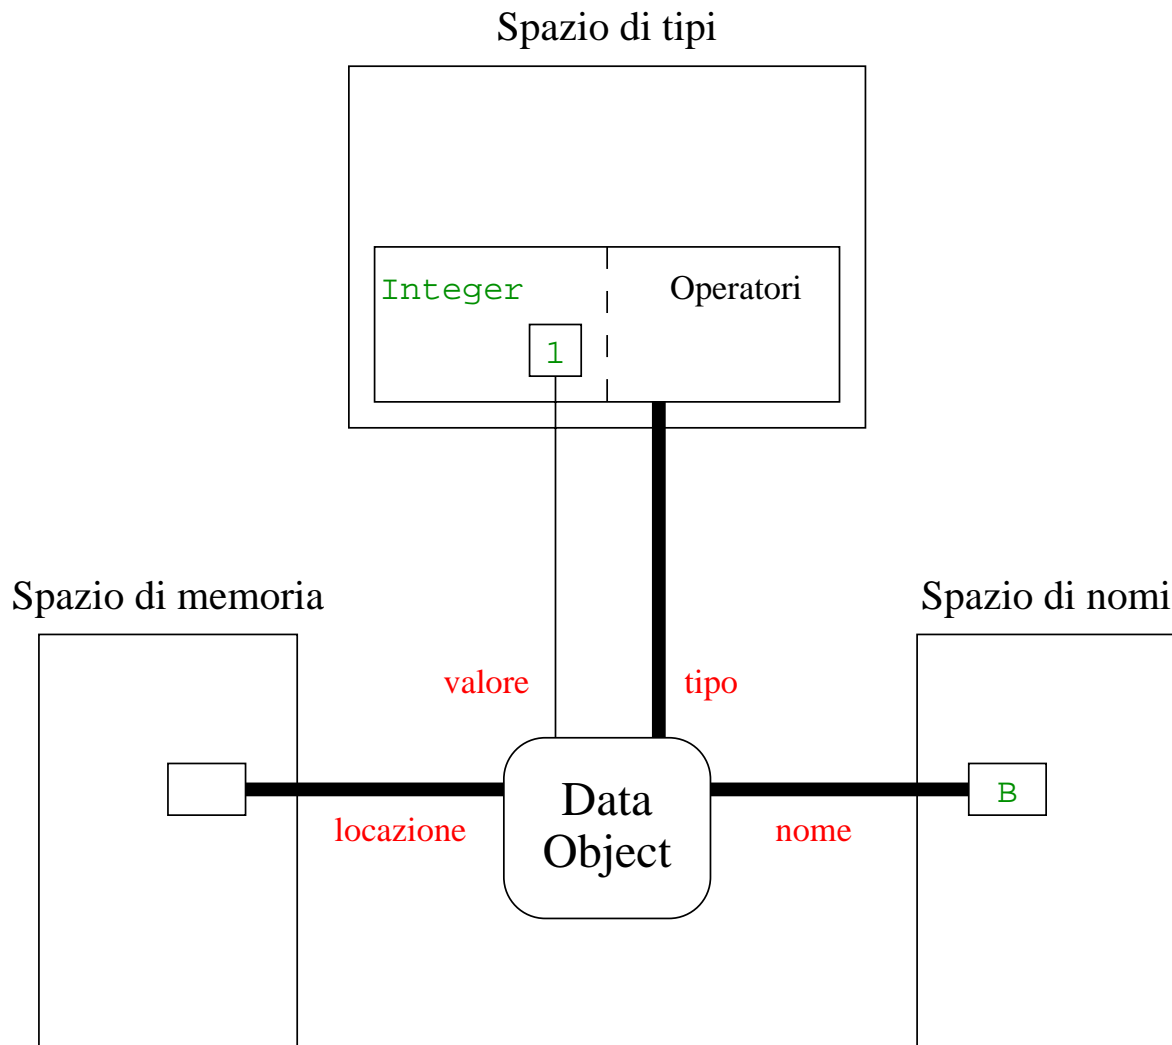 Spazio di tipi
Integer
Operatori
1
Spazio di memoria
Spazio di nomi
valore
tipo
Data
Object
B
locazione
nome